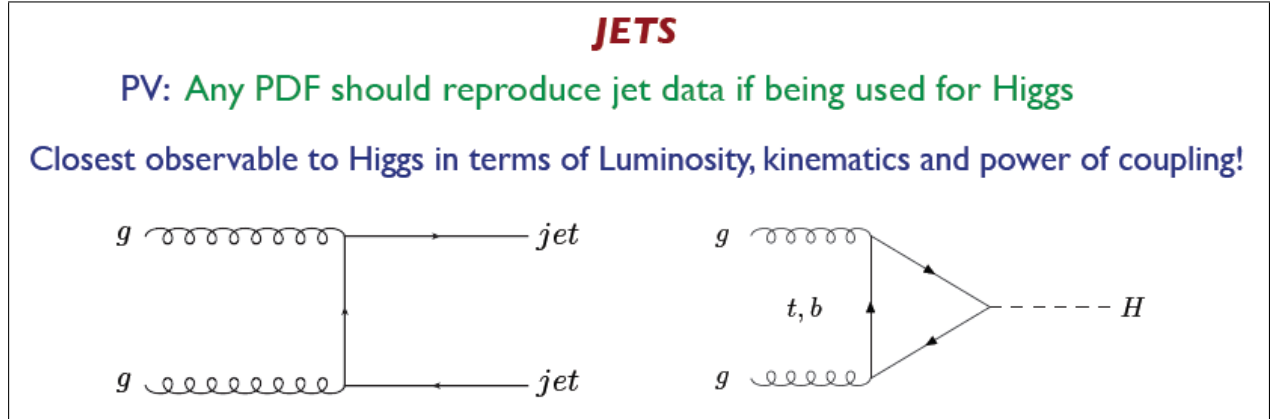 JETS
PV: Any PDF should reproduce jet data if being used for Higgs
Closest observable to Higgs in terms of Luminosity, kinematics and power of coupling!
g jet g
t, b H
g jet g